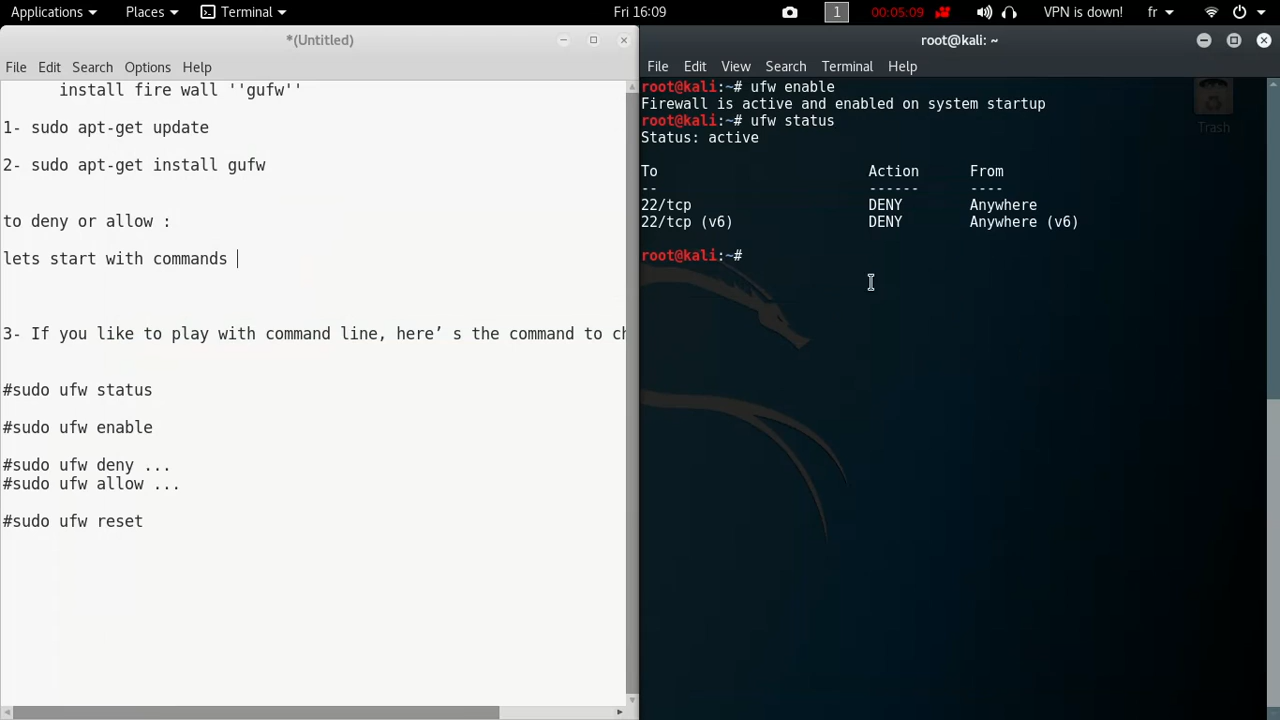 Applications Places Terminal Fri 16:09 1 00:05:09 VPN is down! fr
*(Untitled)
File Edit Search Options Help
install fire wall ''gufw''
1- sudo apt-get update
2- sudo apt-get install gufw
to deny or allow :
lets start with commands
3- If you like to play with command line, here’ s the command to ch
#sudo ufw status
#sudo ufw enable
#sudo ufw deny ...
#sudo ufw allow ...
#sudo ufw reset
root@kali: ~
File Edit View Search Terminal Help
root@kali:~# ufw enable
Firewall is active and enabled on system startup
root@kali:~# ufw status
Status: active
To Action From
-- ------ ----
22/tcp DENY Anywhere
22/tcp (v6) DENY Anywhere (v6)
root@kali:~#
Trash